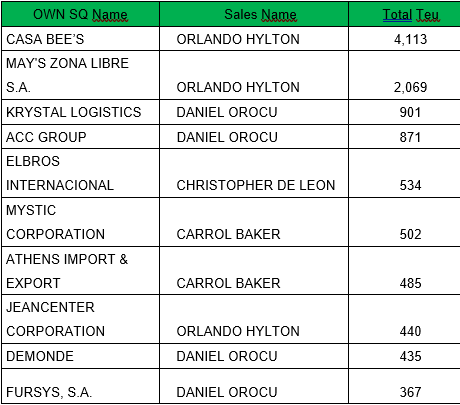 OWN SQ Name Sales Name Total Teu
CASA BEE'S ORLANDO HYLTON 4,113
MAY'S ZONA LIBRE
S.A. ORLANDO HYLTON 2,069
KRYSTAL LOGISTICS DANIEL OROCU 901
ACC GROUP DANIEL OROCU 871
ELBROS
INTERNACIONAL CHRISTOPHER DE LEON 534
MYSTIC
CORPORATION CARROL BAKER 502
ATHENS IMPORT &
EXPORT CARROL BAKER 485
JEANCENTER
CORPORATION ORLANDO HYLTON 440
DEMONDE DANIEL OROCU 435
FURSYS, S.A. DANIEL OROCU 367